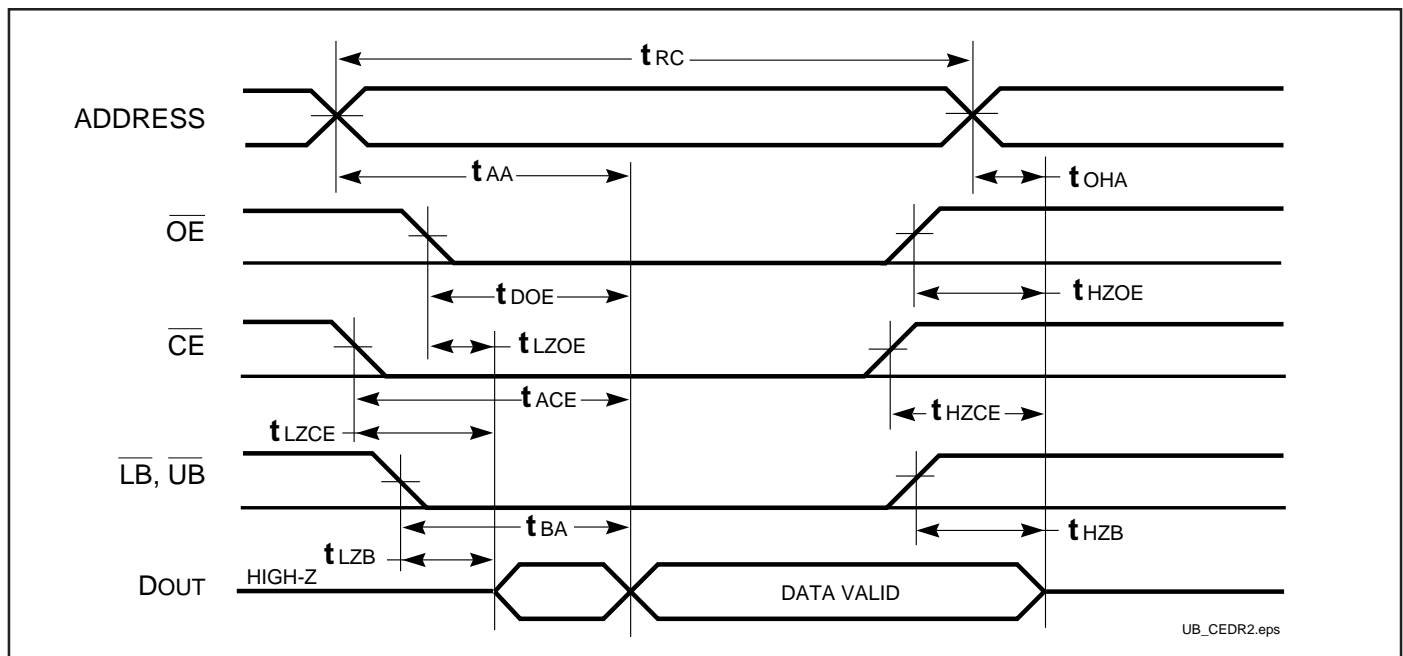 tRC
ADDRESS
tAA
tOHA
OE
tDOE
tHZOE
CE
tLZOE
tACE
tHZCE
tLZCE
LB, UB
tBA
tHZB
tLZB
DOUT
HIGH-Z
DATA VALID
UB_CEDR2.eps